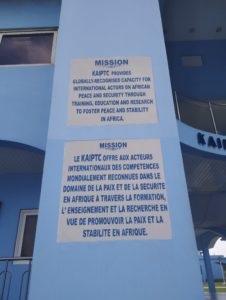 MISSION
KAIPTC PROVIDES
GLOBALLY-RECOGNISED CAPACITY FOR
INTERNATIONAL ACTORS ON AFRICAN
PEACE AND SECURITY THROUGH
TRAINING, EDUCATION AND RESEARCH
TO FOSTER PEACE AND STABILITY
IN AFRICA.
MISSION
LE KAIPTC OFFRE AUX ACTEURS
INTERNATIONAUX DES COMPETENCES
MONDIALEMENT RECONNUES DANS LE
DOMAINE DE LA PAIX ET DE LA SECURITE
EN AFRIQUE A TRAVERS LA FORMATION,
L' ENSEIGNEMENT ET LA RECHERCHE EN
VUE DE PROMOUVOIR LA PAIX ET LA
STABILITE EN AFRIQUE.